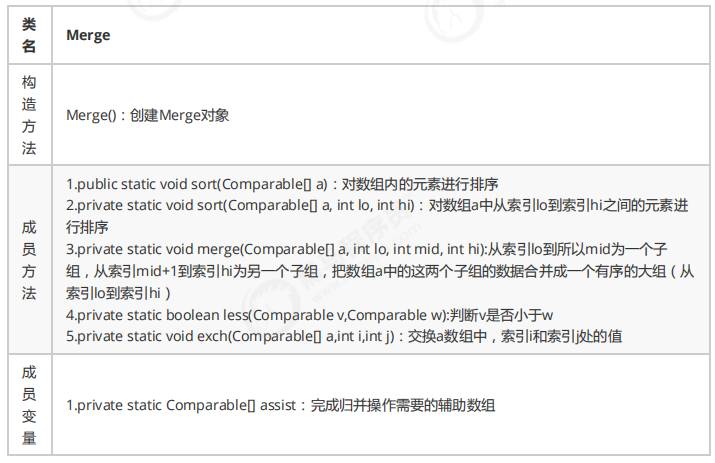 类
名
Merge
构
造
方
法
Merge()：创建Merge对象
成
员
方
法
1.public static void sort(Comparable[] a)：对数组内的元素进行排序
2.private static void sort(Comparable[] a, int lo, int hi)：对数组a中从索引lo到索引hi之间的元素进
行排序
3.private static void merge(Comparable[] a, int lo, int mid, int hi):从索引lo到所以mid为一个子
组，从索引mid+1到索引hi为另一个子组，把数组a中的这两个子组的数据合并成一个有序的大组（从
索引lo到索引hi）
4.private static boolean less(Comparable v,Comparable w):判断v是否小于w
5.private static void exch(Comparable[] a,int i,int j)：交换a数组中，索引i和索引j处的值
成
员
变
量
1.private static Comparable[] assist：完成归并操作需要的辅助数组